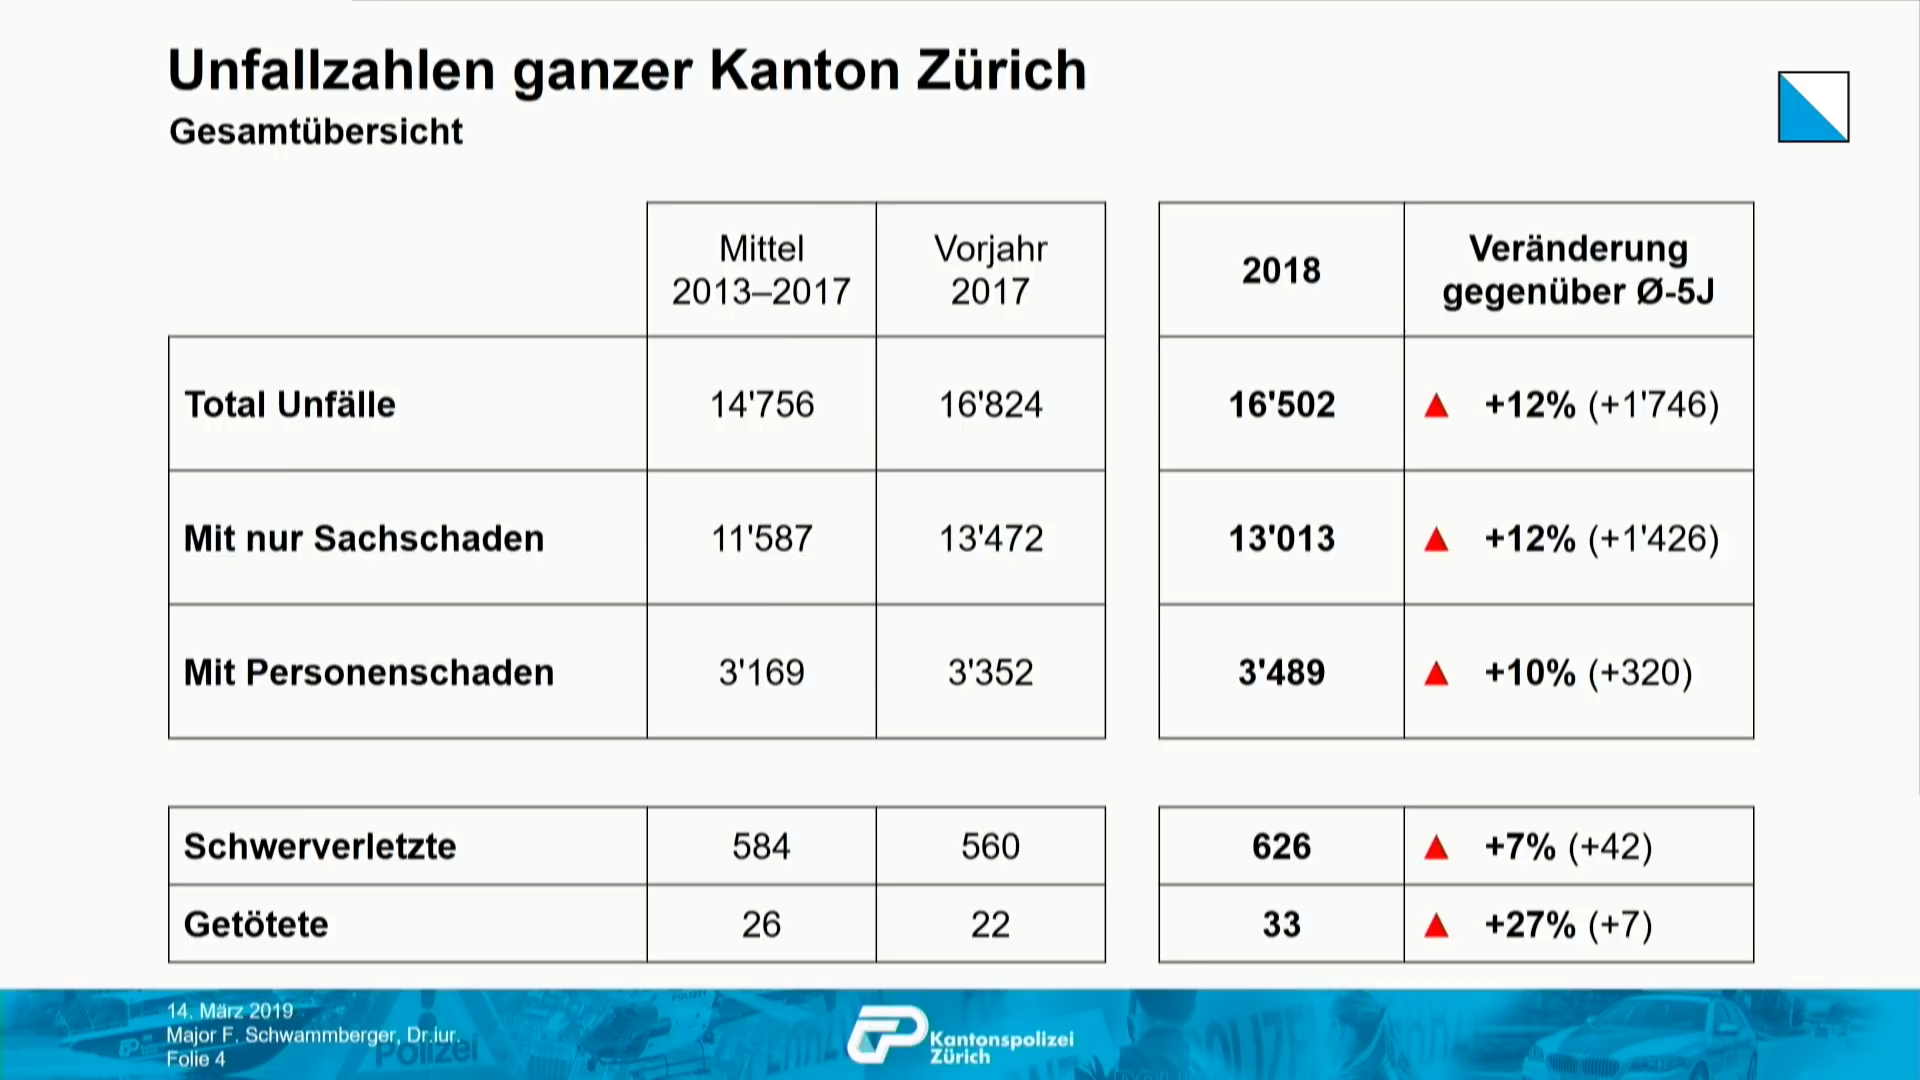 Unfallzahlen ganzer Kanton Zürich
Gesamtübersicht
Mittel
2013–2017
Vorjahr
2017
2018
Veränderung
gegenüber Ø-5J
Total Unfälle 14'756 16'824 16'502 ▲ +12% (+1'746)
Mit nur Sachschaden 11'587 13'472 13'013 ▲ +12% (+1'426)
Mit Personenschaden 3'169 3'352 3'489 ▲ +10% (+320)
Schwerverletzte 584 560 626 ▲ +7% (+42)
Getötete 26 22 33 ▲ +27% (+7)
14. März 2019
Major F. Schwammberger, Dr.iur.
Folie 4
Polizei
Kantonspolizei
Zürich